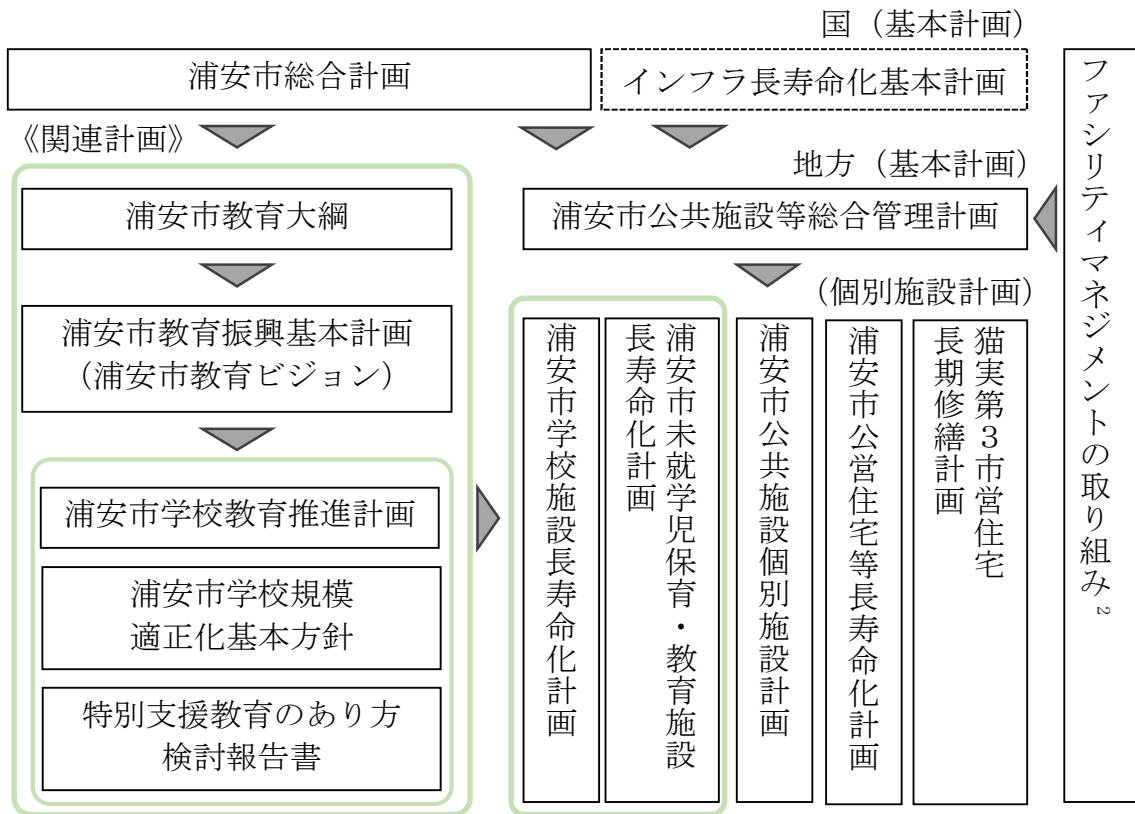 国（基本計画）
浦安市総合計画
インフラ長寿命化基本計画
《関連計画》
地方（基本計画）
浦安市教育大綱
浦安市公共施設等総合管理計画
ファシリティマネジメントの取り組み2
（個別施設計画）
浦安市教育振興基本計画
（浦安市教育ビジョン）
浦安市学校教育推進計画
浦安市学校規模
適正化基本方針
特別支援教育のあり方
検討報告書
浦安市学校施設長寿命化計画
浦安市未就学児保育・教育施設
長寿命化計画
浦安市公共施設個別施設計画
浦安市公営住宅等長寿命化計画
猫実第３市営住宅
長期修繕計画